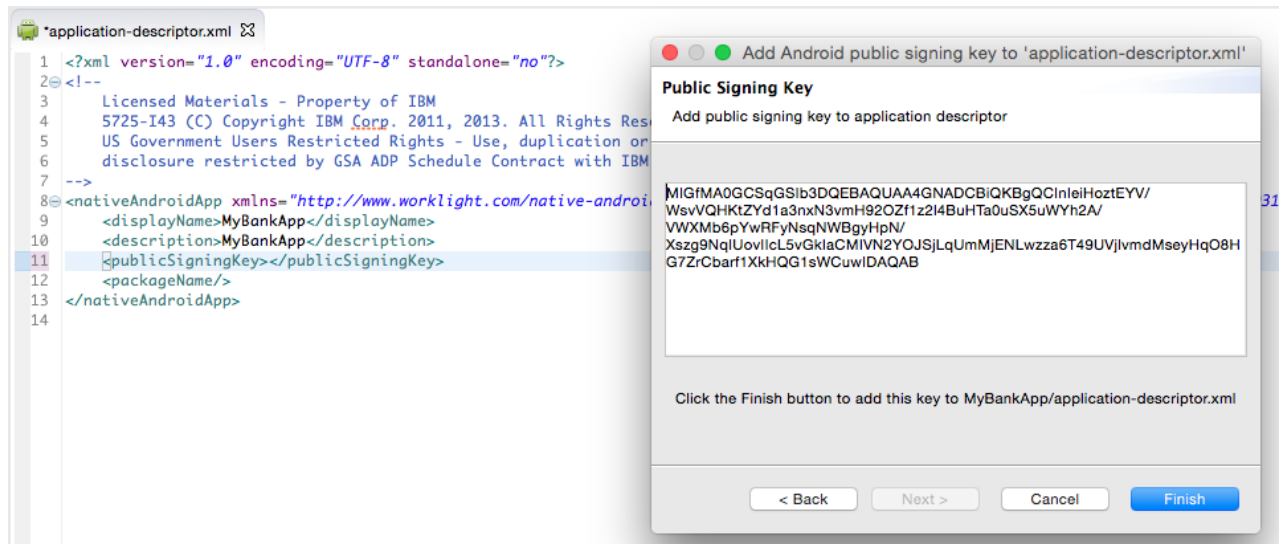 *application-descriptor.xml
1 <?xml version="1.0" encoding="UTF-8" standalone="no"?>
2 <!--
3 Licensed Materials - Property of IBM
4 5725-I43 (C) Copyright IBM Corp. 2011, 2013. All Rights Res
5 US Government Users Restricted Rights - Use, duplication or
6 disclosure restricted by GSA ADP Schedule Contract with IBM
7 -->
8 <nativeAndroidApp xmlns="http://www.worklight.com/native-androi
31
9 <displayName>MyBankApp</displayName>
10 <description>MyBankApp</description>
11 <publicSigningKey></publicSigningKey>
12 <packageName/>
13 </nativeAndroidApp>
14
Add Android public signing key to 'application-descriptor.xml'
Public Signing Key
Add public signing key to application descriptor
MIGfMA0GCSqGSIb3DQEBAQUAA4GNADCBiQKBgQCInIeiHoztEYV/
WsvVQHKtZYd1a3nxN3vmH92OZf1z2I4BuHTa0uSX5uWYh2A/
VWXMb6pYwRFyNsqNWBgyHpN/
Xszg9NqIUovIIcL5vGkIaCMIVN2YOJSjLqUmMjENLwzza6T49UVjIvmdMseyHqO8H
G7ZrCbarf1XkHQG1sWCuwIDAQAB
Click the Finish button to add this key to MyBankApp/application-descriptor.xml
< Back
Next >
Cancel
Finish